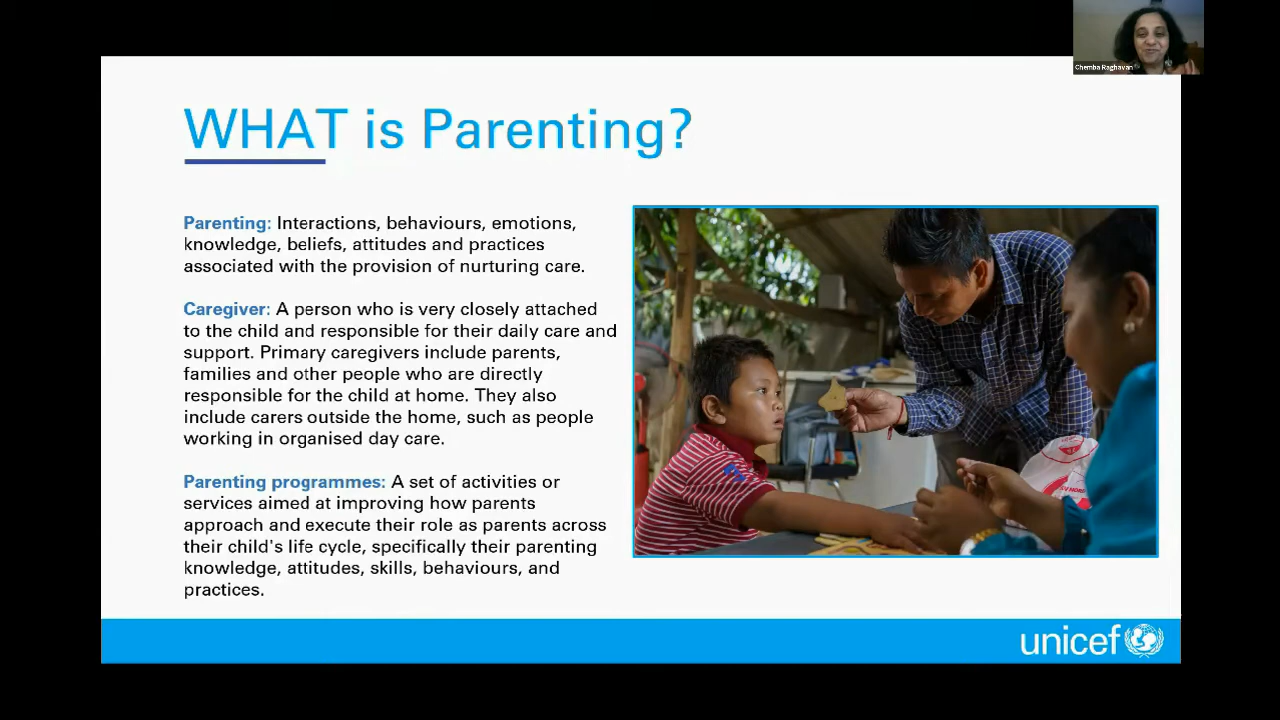 Chemba Raghavan
WHAT is Parenting?
Parenting: Interactions, behaviours, emotions,
knowledge, beliefs, attitudes and practices
associated with the provision of nurturing care.
Caregiver: A person who is very closely attached
to the child and responsible for their daily care and
support. Primary caregivers include parents,
families and other people who are directly
responsible for the child at home. They also
include carers outside the home, such as people
working in organised day care.
Parenting programmes: A set of activities or
services aimed at improving how parents
approach and execute their role as parents across
their child's life cycle, specifically their parenting
knowledge, attitudes, skills, behaviours, and
practices.
unicef